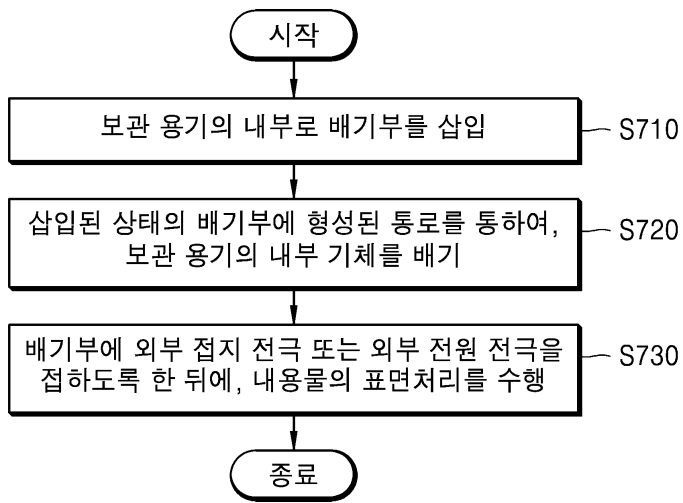 시작
보관 용기의 내부로 배기부를 삽입
S710
삽입된 상태의 배기부에 형성된 통로를 통하여,
보관 용기의 내부 기체를 배기
S720
배기부에 외부 접지 전극 또는 외부 전원 전극을
접하도록 한 뒤에, 내용물의 표면처리를 수행
S730
종료